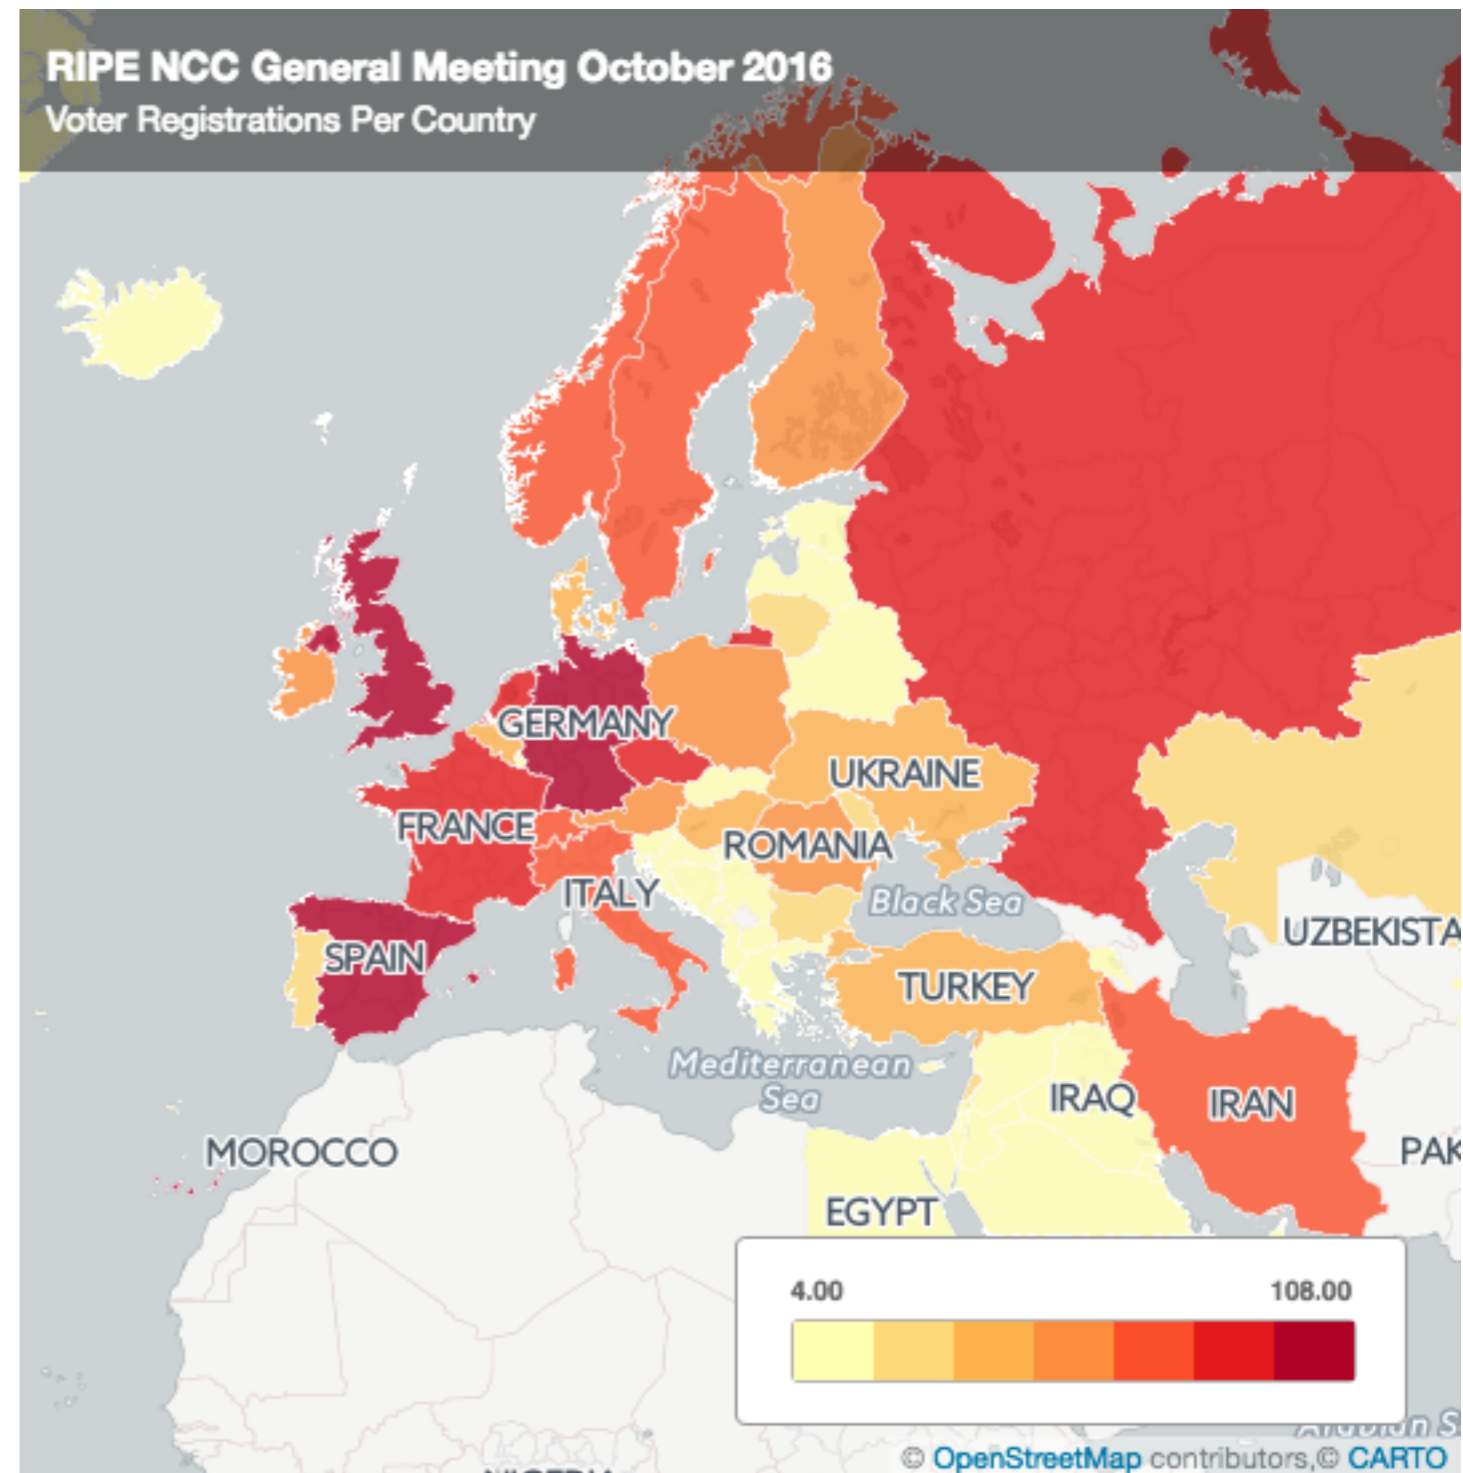 RIPE NCC General Meeting October 2016
Voter Registrations Per Country
GERMANY
UKRAINE
FRANCE
ROMANIA
ITALY
Black Sea
UZBEKISTA
SPAIN
TURKEY
Mediterranean
Sea
IRAQ
IRAN
MOROCCO
PAK
EGYPT
4.00 108.00
© OpenStreetMap contributors,© CARTO